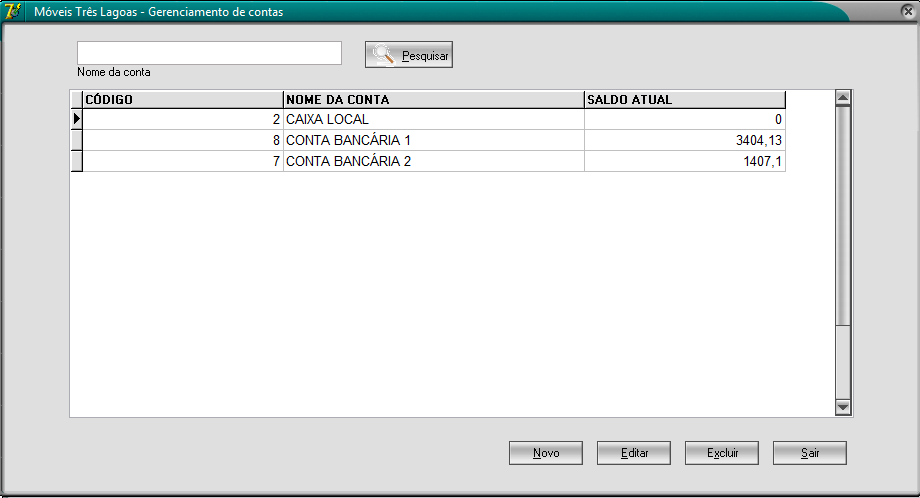 Móveis Três Lagoas - Gerenciamento de contas
Pesquisar
Nome da conta
CÓDIGO NOME DA CONTA SALDO ATUAL
2 CAIXA LOCAL 0
8 CONTA BANCÁRIA 1 3404,13
7 CONTA BANCÁRIA 2 1407,1
Novo Editar Excluir Sair